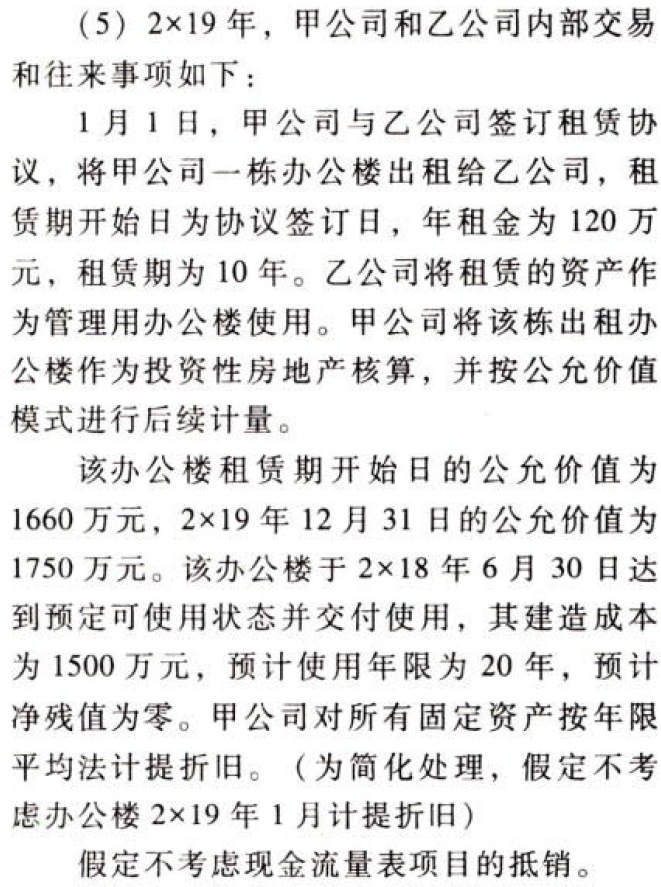 (5) 2×19 年，甲公司和乙公司内部交易
和往来事项如下：
1 月 1 日，甲公司与乙公司签订租赁协
议，将甲公司一栋办公楼出租给乙公司，租
赁期开始日为协议签订日，年租金为 120 万
元，租赁期为 10 年。乙公司将租赁的资产作
为管理用办公楼使用。甲公司将该栋出租办
公楼作为投资性房地产核算，并按公允价值
模式进行后续计量。
该办公楼租赁期开始日的公允价值为
1660 万元，2×19 年 12 月 31 日的公允价值为
1750 万元。该办公楼于 2×18 年 6 月 30 日达
到预定可使用状态并交付使用，其建造成本
为 1500 万元，预计使用年限为 20 年，预计
净残值为零。甲公司对所有固定资产按年限
平均法计提折旧。（为简化处理，假定不考
虑办公楼 2×19 年 1 月计提折旧）
假定不考虑现金流量表项目的抵销。